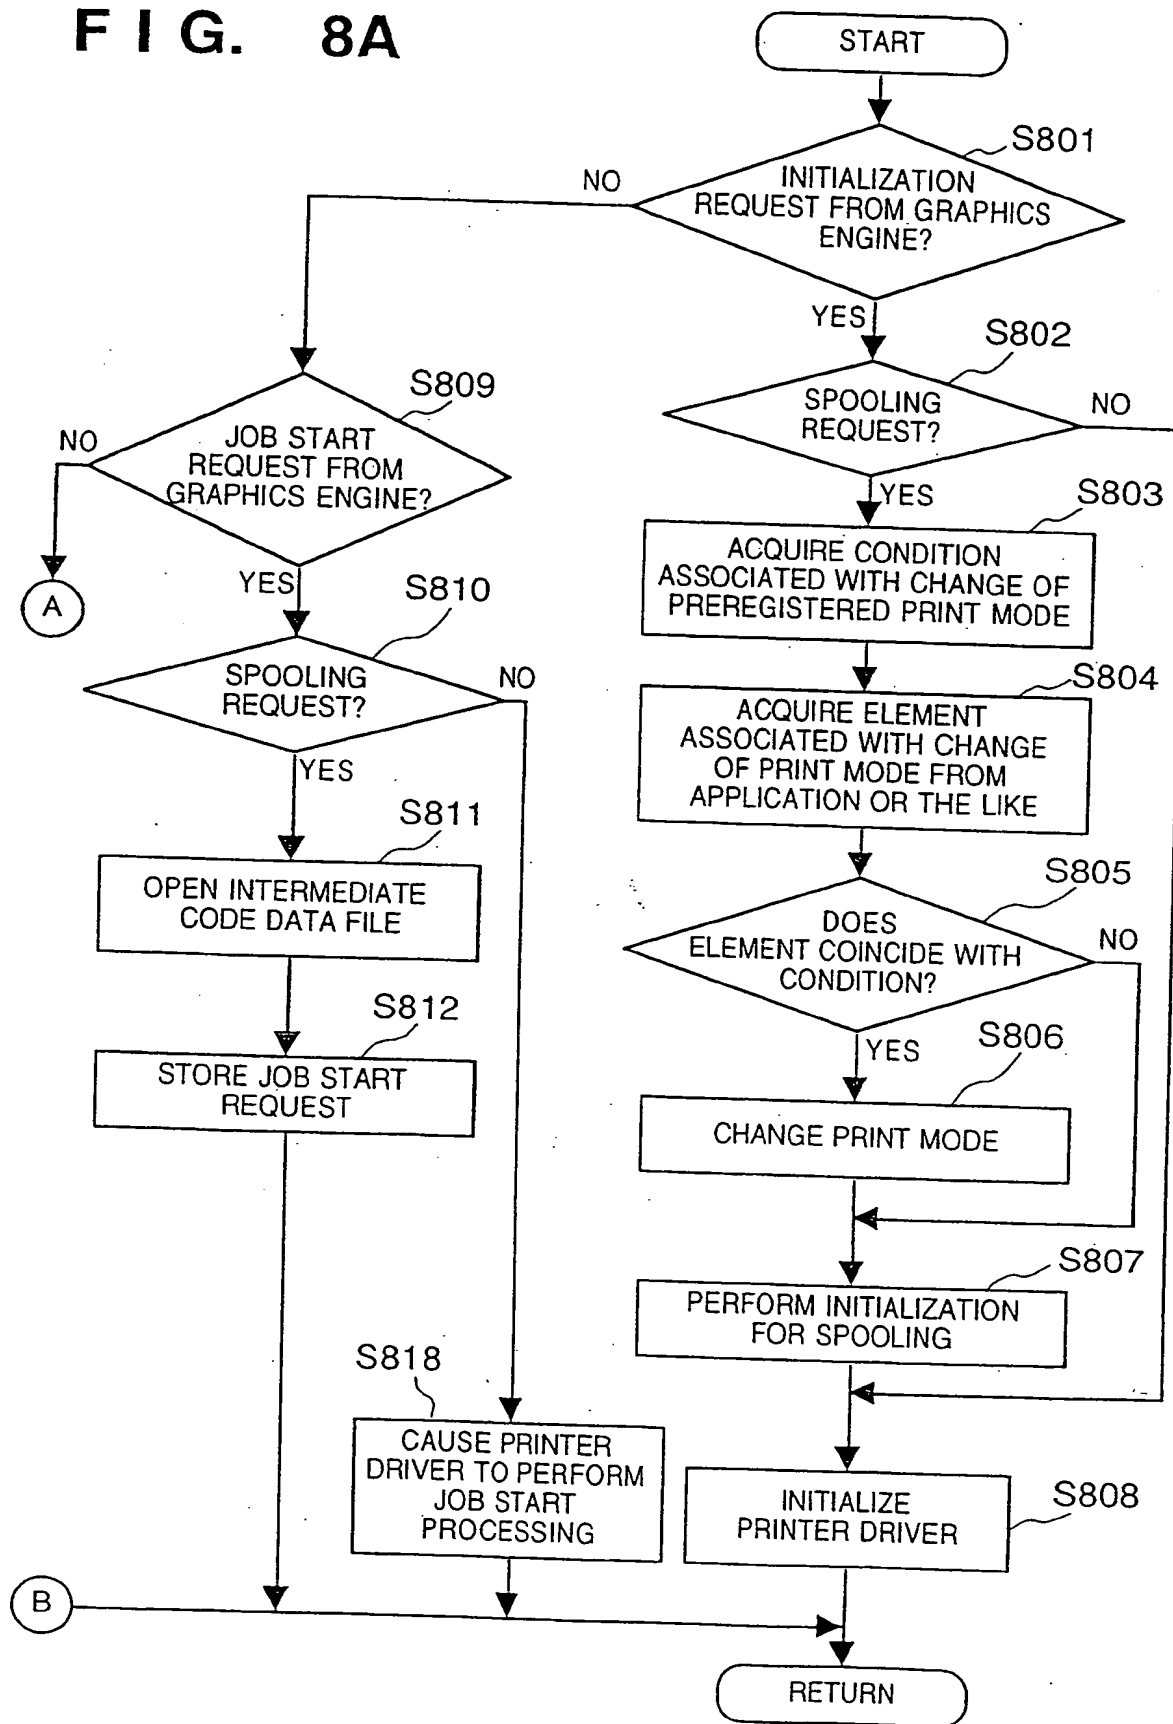 FIG. 8A
START
S801
INITIALIZATION
REQUEST FROM GRAPHICS
ENGINE?
NO
YES
S802
SPOOLING
REQUEST?
NO
YES
S803
ACQUIRE CONDITION
ASSOCIATED WITH CHANGE OF
PREREGISTERED PRINT MODE
S804
ACQUIRE ELEMENT
ASSOCIATED WITH CHANGE
OF PRINT MODE FROM
APPLICATION OR THE LIKE
S805
DOES
ELEMENT COINCIDE WITH
CONDITION?
NO
YES
S806
CHANGE PRINT MODE
S807
PERFORM INITIALIZATION
FOR SPOOLING
S808
INITIALIZE
PRINTER DRIVER
S809
JOB START
REQUEST FROM
GRAPHICS ENGINE?
NO
A
YES
S810
SPOOLING
REQUEST?
NO
YES
S811
OPEN INTERMEDIATE
CODE DATA FILE
S812
STORE JOB START
REQUEST
S818
CAUSE PRINTER
DRIVER TO PERFORM
JOB START
PROCESSING
B
RETURN